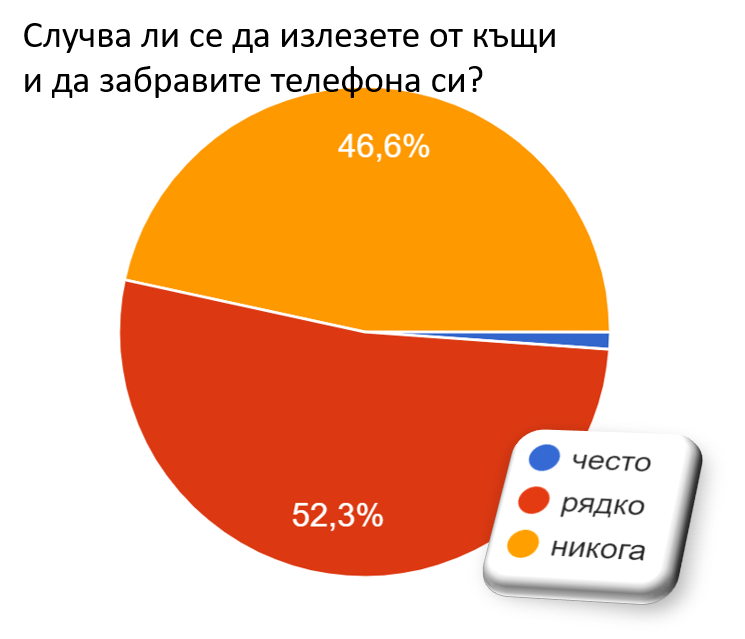 Случва ли се да излезете от къщи
и да забравите телефона си?
46,6%
52,3%
често
рядко
никога